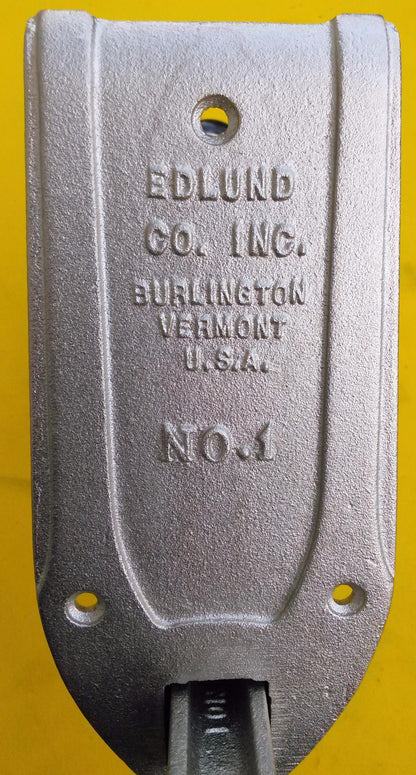 EDLUND
CO. INC.
BURLINGTON
VERMONT
U.S.A.
NO.1